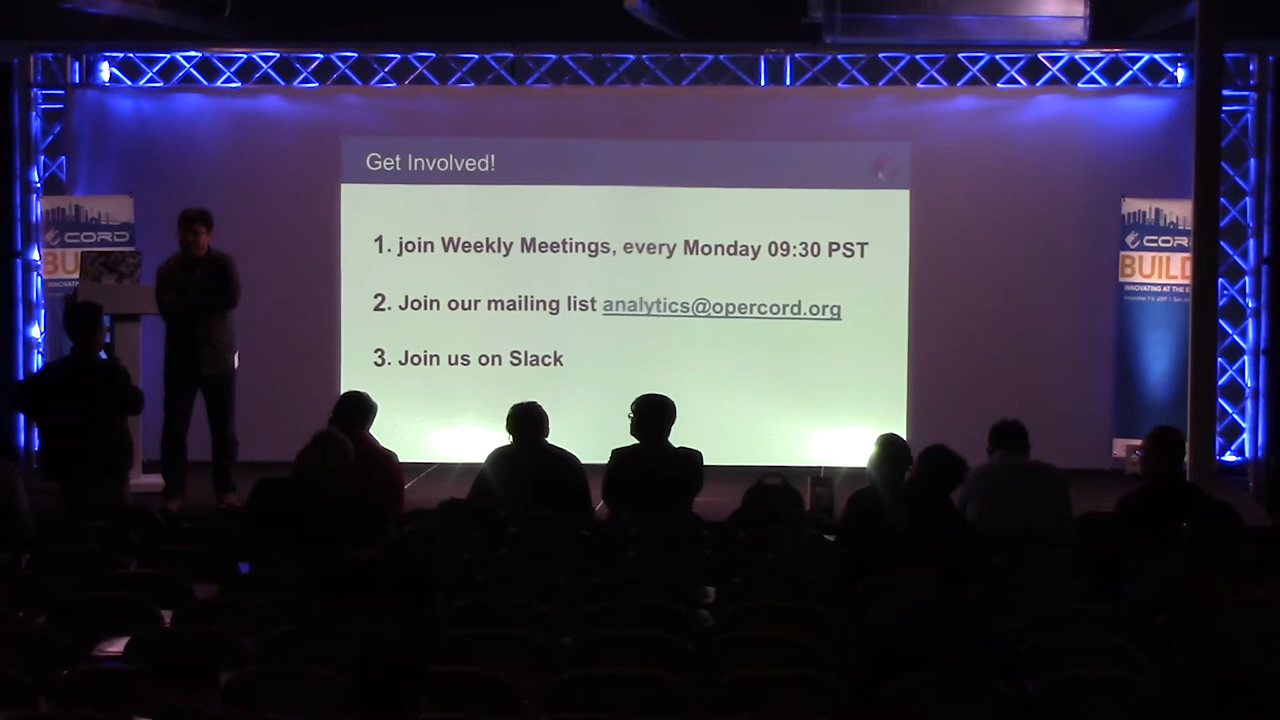 Get Involved!
1. join Weekly Meetings, every Monday 09:30 PST
2. Join our mailing list analytics@opercord.org
3. Join us on Slack
CORD
BU
CORD
BUILD
INNOVATING AT THE